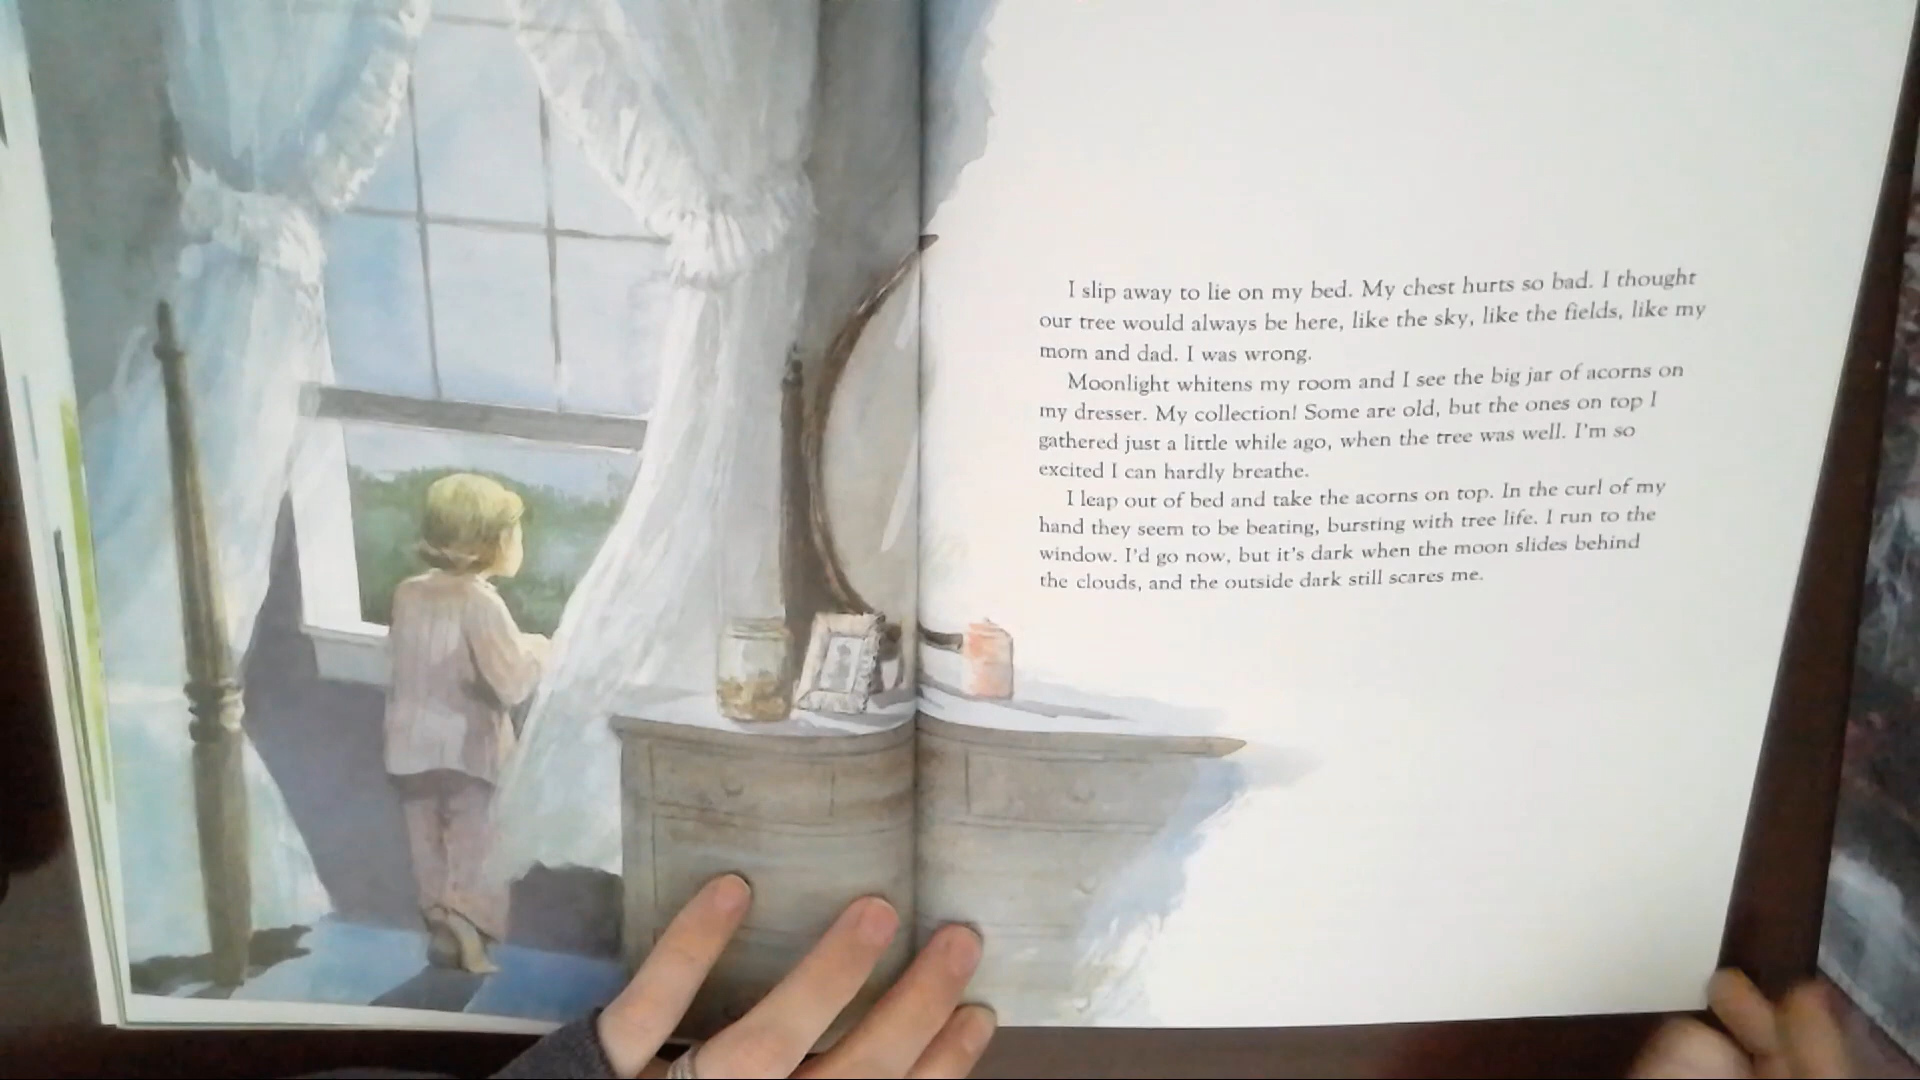 I slip away to lie on my bed. My chest hurts so bad. I thought
our tree would always be here, like the sky, like the fields, like my
mom and dad. I was wrong.
Moonlight whitens my room and I see the big jar of acorns on
my dresser. My collection! Some are old, but the ones on top I
gathered just a little while ago, when the tree was well. I'm so
excited I can hardly breathe.
I leap out of bed and take the acorns on top. In the curl of my
hand they seem to be beating, bursting with tree life. I run to the
window. I'd go now, but it's dark when the moon slides behind
the clouds, and the outside dark still scares me.